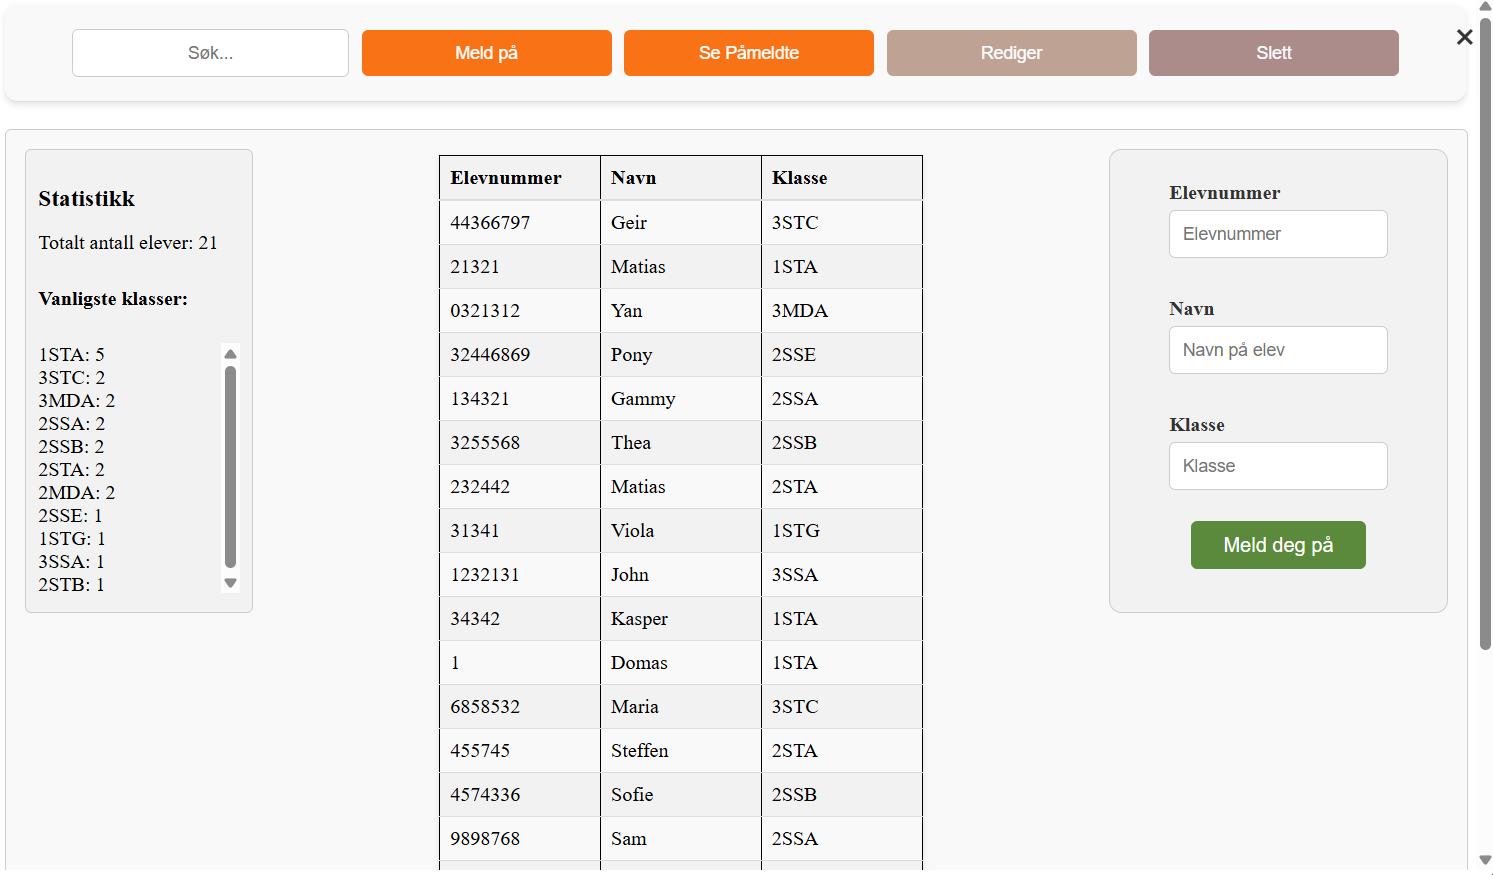 Søk...
Meld på
Se Påmeldte
Rediger
Slett
Statistikk
Totalt antall elever: 21
Vanligste klasser:
1STA: 5
3STC: 2
3MDA: 2
2SSA: 2
2SSB: 2
2STA: 2
2MDA: 2
2SSE: 1
1STG: 1
3SSA: 1
2STB: 1
Elevnummer Navn Klasse
44366797 Geir 3STC
21321 Matias 1STA
0321312 Yan 3MDA
32446869 Pony 2SSE
134321 Gammy 2SSA
3255568 Thea 2SSB
232442 Matias 2STA
31341 Viola 1STG
1232131 John 3SSA
34342 Kasper 1STA
1 Domas 1STA
6858532 Maria 3STC
455745 Steffen 2STA
4574336 Sofie 2SSB
9898768 Sam 2SSA
Elevnummer
Elevnummer
Navn
Navn på elev
Klasse
Klasse
Meld deg på